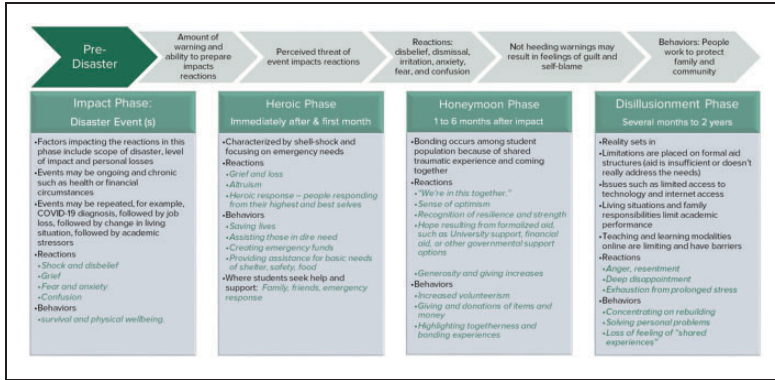 Pre-
Disaster
Amount of
warning and
ability to prepare
impacts
reactions
Perceived threat of
event impacts reactions
Reactions:
disbelief, dismissal,
irritation, anxiety,
fear, and confusion
Not heeding warnings may
result in feelings of guilt and
self-blame
Behaviors: People
work to protect
family and
community
Impact Phase:
Disaster Event (s)
•Factors impacting the reactions in this
phase include scope of disaster, level
of impact and personal losses
•Events may be ongoing and chronic
such as health or financial
circumstances
•Events may be repeated, for example,
COVID-19 diagnosis, followed by job
loss, followed by change in living
situation, followed by academic
stressors
•Reactions
•Shock and disbelief
•Grief
•Fear and anxiety
•Confusion
•Behaviors
•survival and physical wellbeing.
Heroic Phase
Immediately after & first month
•Characterized by shell-shock and
focusing on emergency needs
•Reactions
•Grief and loss
•Altruism
•Heroic response – people responding
from their highest and best selves
•Behaviors
•Saving lives
•Assisting those in dire need
•Creating emergency funds
•Providing assistance for basic needs
of shelter, safety, food
•Where students seek help and
support: Family, friends, emergency
response
Honeymoon Phase
1 to 6 months after impact
•Bonding occurs among student
population because of shared
traumatic experience and coming
together
•Reactions
•"We're in this together."
•Sense of optimism
•Recognition of resilience and strength
•Hope resulting from formalized aid,
such as University support, financial
aid, or other governmental support
options
•Generosity and giving increases
•Behaviors
•Increased volunteerism
•Giving and donations of items and
money
•Highlighting togetherness and
bonding experiences
Disillusionment Phase
Several months to 2 years
•Reality sets in
•Limitations are placed on formal aid
structures (aid is insufficient or doesn't
really address the needs)
•Issues such as limited access to
technology and internet access
•Living situations and family
responsibilities limit academic
performance
•Teaching and learning modalities
online are limiting and have barriers
•Reactions
•Anger, resentment
•Deep disappointment
•Exhaustion from prolonged stress
•Behaviors
•Concentrating on rebuilding
•Solving personal problems
•Loss of feeling of "shared
experiences"